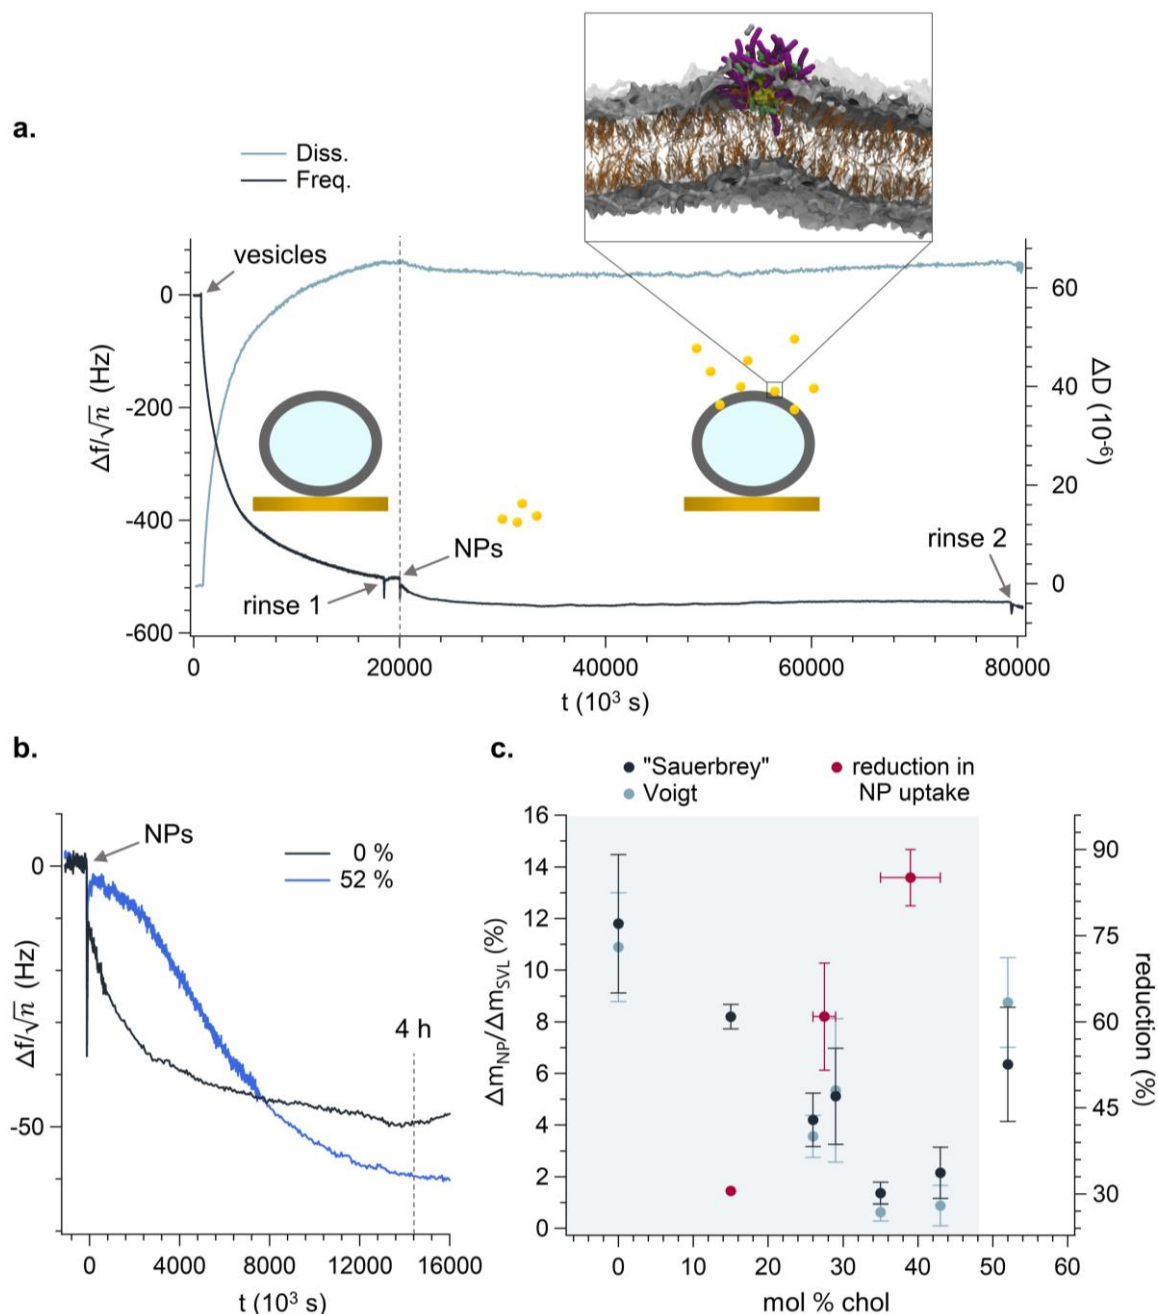 a.
Diss.
Freq.
vesicles
0
-200
-400
-600
Δf/√n (Hz)
60
40
20
0
ΔD (10⁻⁶)
NPs
rinse 1
rinse 2
0 20000 40000 60000 80000
t (10³ s)
b.
NPs
0 %
52 %
4 h
0
-50
Δf/√n (Hz)
0 4000 8000 12000 16000
t (10³ s)
c.
"Sauerbrey"
Voigt
reduction in
NP uptake
16
14
12
10
8
6
4
2
0
Δm_NP/Δm_SVL (%)
90
75
60
45
30
reduction (%)
0 10 20 30 40 50 60
mol % chol